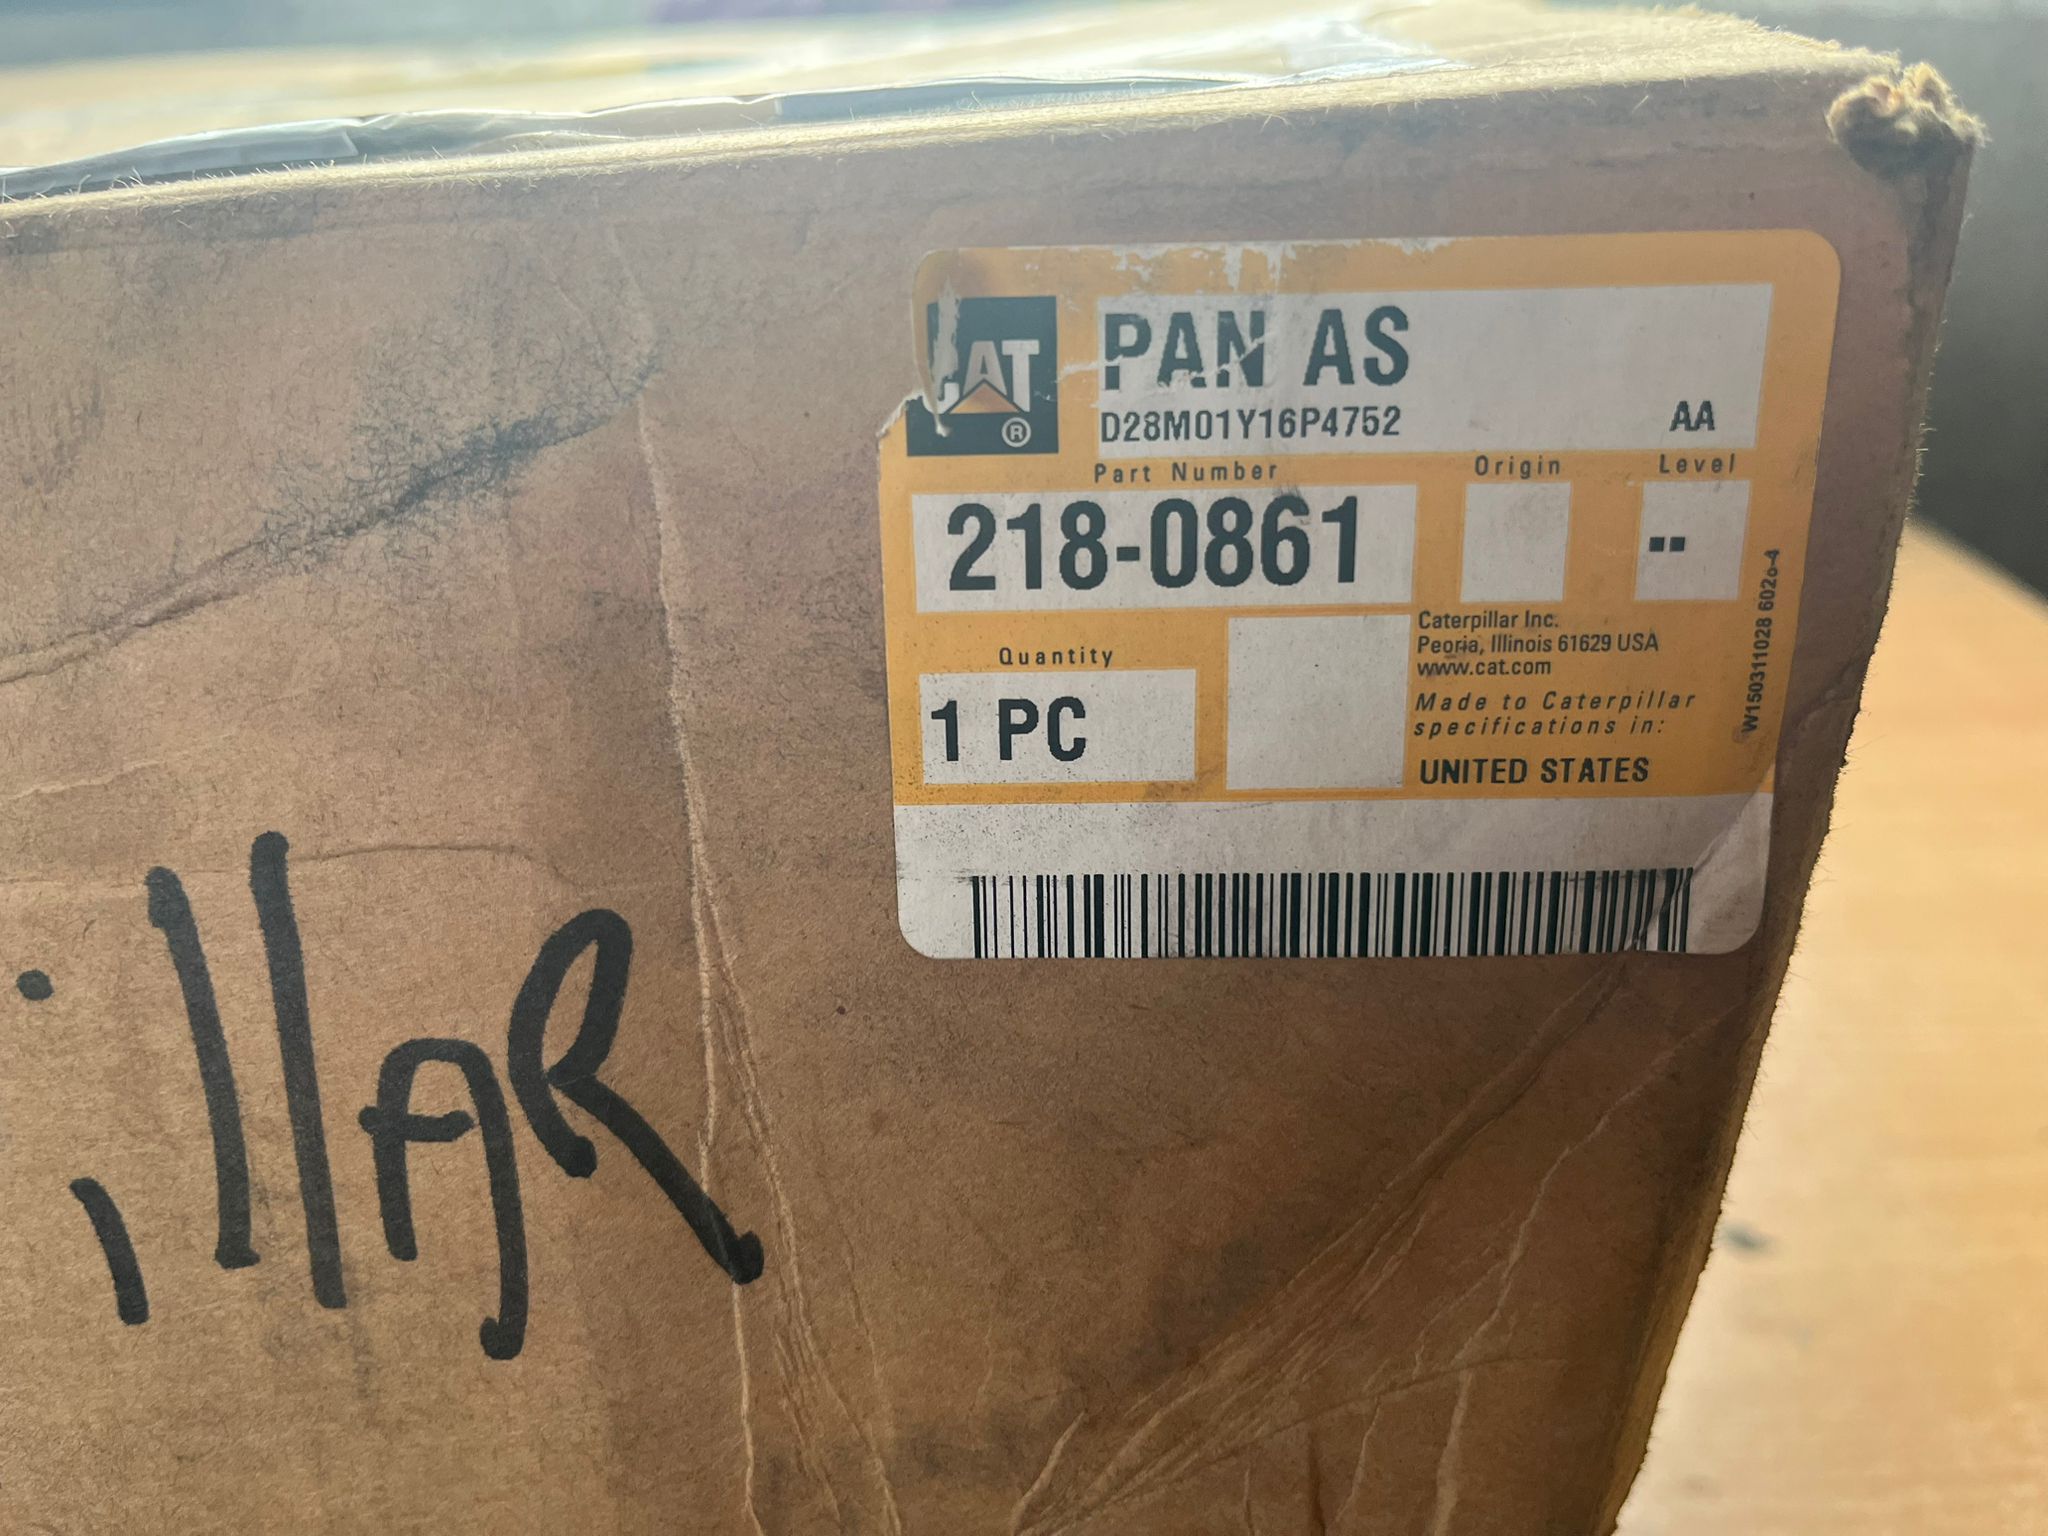 CAT
®
PAN AS
D28M01Y16P4752 AA
Part Number Origin Level
218-0861 --
Caterpillar Inc.
Peoria, Illinois 61629 USA
www.cat.com
Quantity
1 PC
Made to Caterpillar
specifications in:
UNITED STATES
W150311028 6026-4
illAR